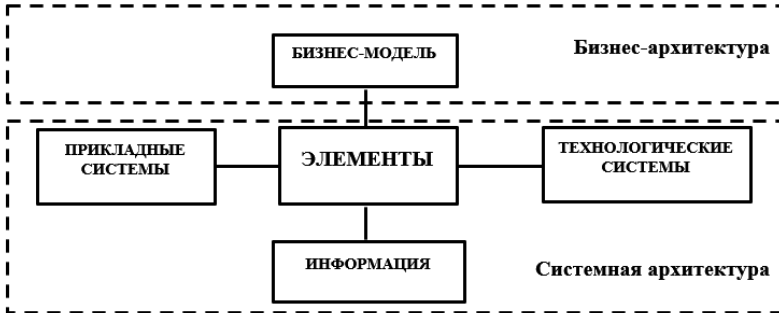 БИЗНЕС-МОДЕЛЬ
Бизнес-архитектура
ПРИКЛАДНЫЕ
СИСТЕМЫ
ЭЛЕМЕНТЫ
ТЕХНОЛОГИЧЕСКИЕ
СИСТЕМЫ
ИНФОРМАЦИЯ
Системная архитектура